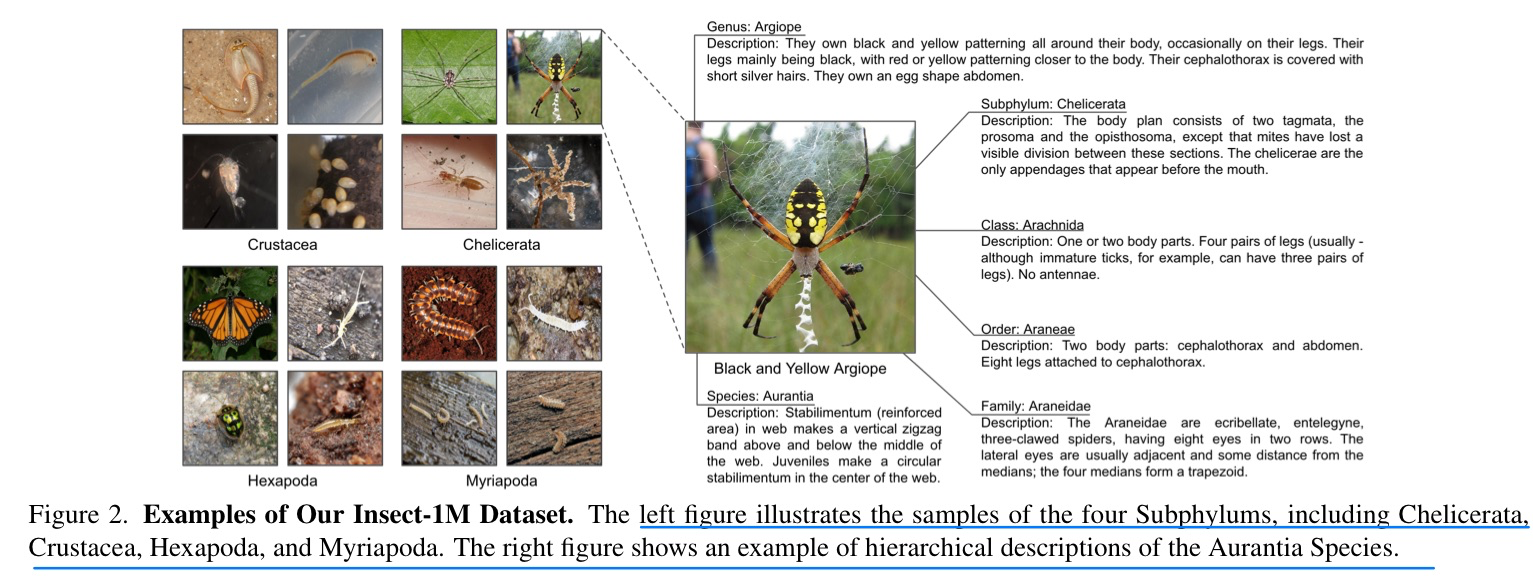 Genus: Argiope
Description: They own black and yellow patterning all around their body, occasionally on their legs. Their
legs mainly being black, with red or yellow patterning closer to the body. Their cephalothorax is covered with
short silver hairs. They own an egg shape abdomen.
Subphylum: Chelicerata
Description: The body plan consists of two tagmata, the
prosoma and the opisthosoma, except that mites have lost a
visible division between these sections. The chelicerae are the
only appendages that appear before the mouth.
Crustacea
Chelicerata
Class: Arachnida
Description: One or two body parts. Four pairs of legs (usually -
although immature ticks, for example, can have three pairs of
legs). No antennae.
Order: Araneae
Description: Two body parts: cephalothorax and abdomen.
Eight legs attached to cephalothorax.
Black and Yellow Argiope
Species: Aurantia
Description: Stabilimentum (reinforced
area) in web makes a vertical zigzag
band above and below the middle of
the web. Juveniles make a circular
stabilimentum in the center of the web.
Family: Araneidae
Description: The Araneidae are ecribellate, entelegyne,
three-clawed spiders, having eight eyes in two rows. The
lateral eyes are usually adjacent and some distance from the
medians; the four medians form a trapezoid.
Hexapoda
Myriapoda
Figure 2. Examples of Our Insect-1M Dataset. The left figure illustrates the samples of the four Subphylums, including Chelicerata,
Crustacea, Hexapoda, and Myriapoda. The right figure shows an example of hierarchical descriptions of the Aurantia Species.